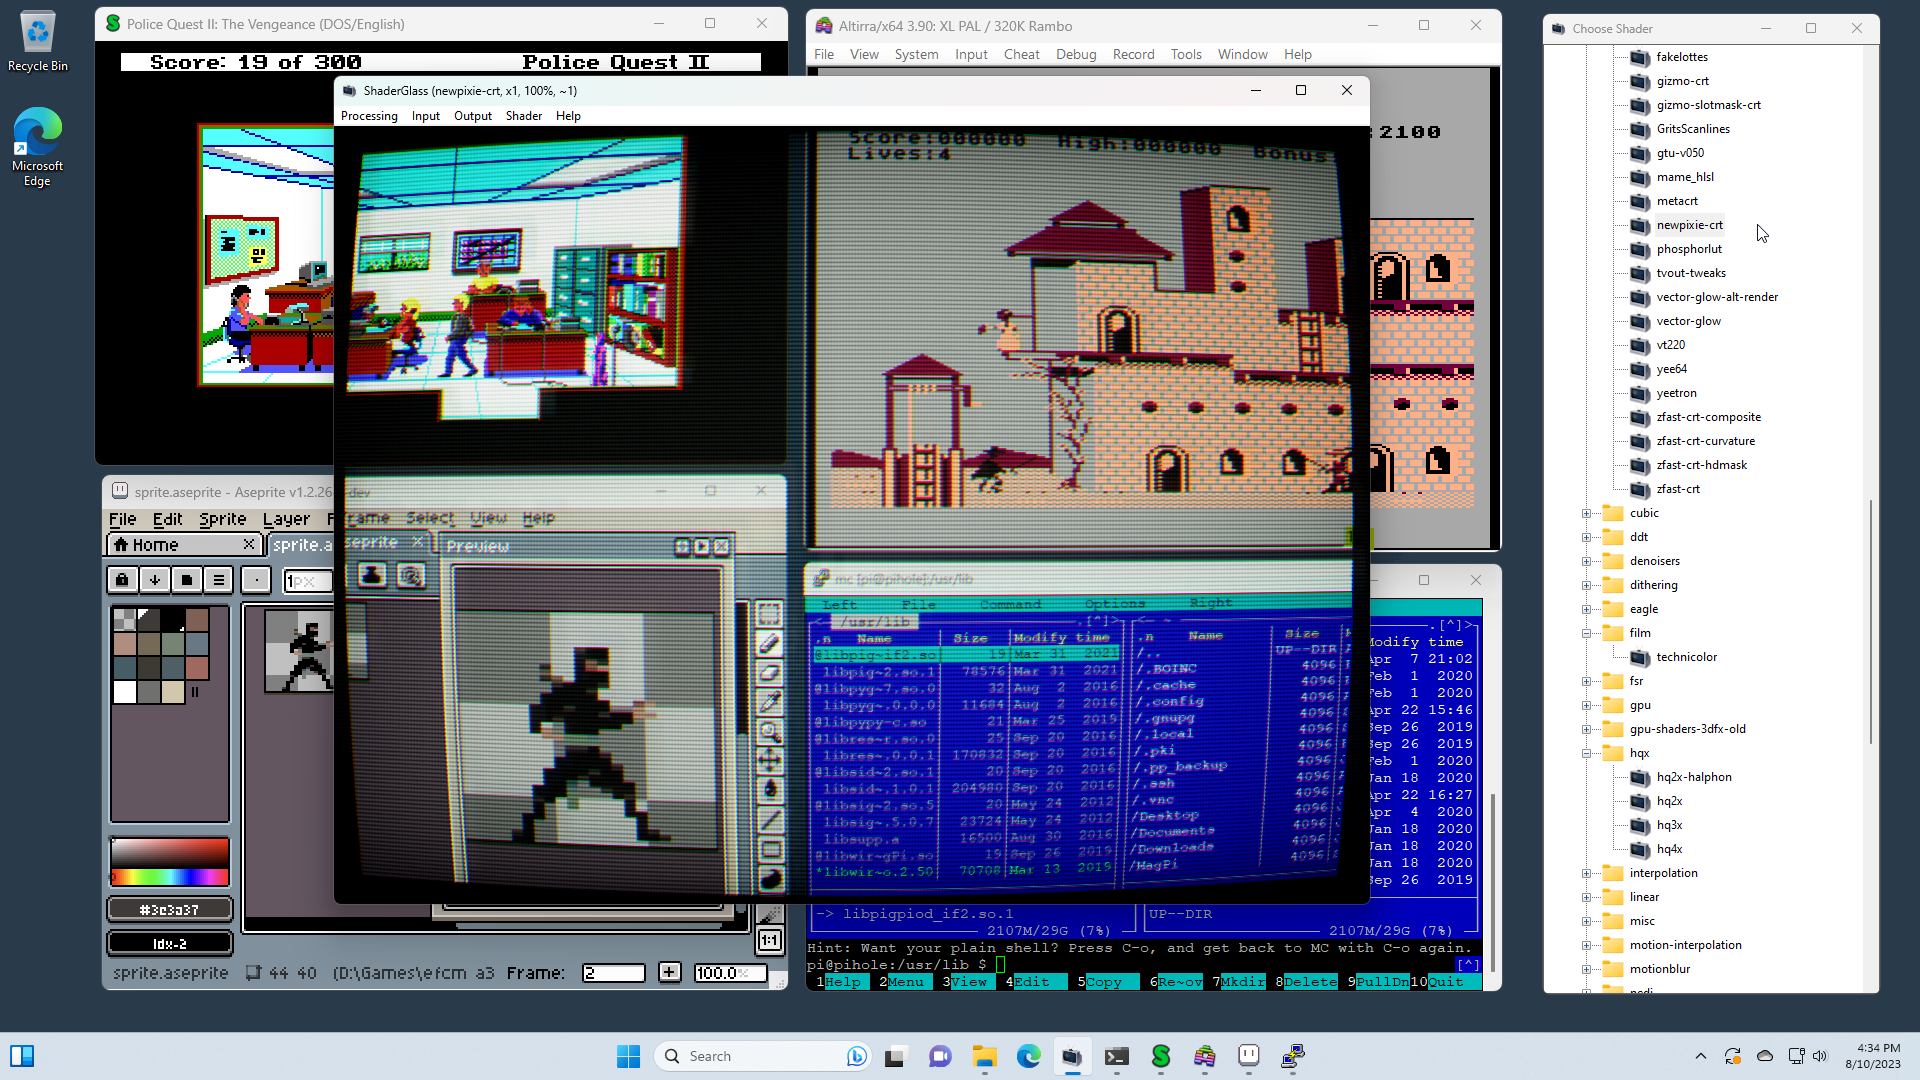 Recycle Bin
Microsoft
Edge
Police Quest II: The Vengeance (DOS/English)
Score: 19 of 300
Police Quest II
Altirra/x64 3.90: XL PAL / 320K Rambo
File View System Input Cheat Debug Record Tools Window Help
:2100
ShaderGlass (newpixie-crt, x1, 100%, ~1)
Processing Input Output Shader Help
Score:000000 High:000000 Bonus
Lives:4
sprite.aseprite - Aseprite v1.2.26
-dev
File Edit Sprite Layer F
rame Select View Help
Home
sprite.a
seprite
Preview
1px
#3c3a37
Idx-2
sprite.aseprite 44 40 (D:\Games\efcm a3 Frame: 2 100.0%
1:1
mc [pi@pihole]:/usr/lib
Left File Command Options Right
/usr/lib
.n Name Size Modify time
@libpig~if2.so 19 Mar 31 2021
libpig~2.so.1 78576 Mar 31 2021
@libpyg~7.so.0 32 Aug 2 2016
libpyg~.0.0.0 11684 Aug 2 2016
@libpypy-c.so 21 Mar 25 2019
@libres~r.so.0 25 Sep 20 2016
libres~.0.0.1 170832 Sep 20 2016
@libsid~2.so.1 20 Sep 20 2016
libsid~.1.0.1 204980 Sep 20 2016
@libsig~2.so.5 20 May 24 2012
libsig~.5.0.7 23724 May 24 2012
libsupp.a 16500 Aug 30 2016
@libwir~gPi.so 19 Sep 26 2019
*libwir~o.2.50 70708 Mar 13 2019
.n Name Size
/.. UP--DIR
/.BOINC 4096
/.cache 4096
/.config 4096
/.gnupg 4096
/.local 4096
/.pki 4096
/.pp_backup 4096
/.ssh 4096
/.vnc 4096
/Desktop 4096
/Documents 4096
/Downloads 4096
/MagPi 4096
.[^]>
Modify time
Apr 7 21:02
Feb 1 2020
Feb 1 2020
Apr 22 15:46
Sep 26 2019
Sep 26 2019
Feb 1 2020
Jan 18 2020
Apr 22 16:27
Apr 4 2020
Jan 18 2020
Jan 18 2020
Jan 18 2020
Sep 26 2019
-> libpigpiod_if2.so.1
UP--DIR
2107M/29G (7%)
2107M/29G (7%)
Hint: Want your plain shell? Press C-o, and get back to MC with C-o again.
pi@pihole:/usr/lib $
[^]
1Help 2Menu 3View 4Edit 5Copy 6Re~ov 7Mkdir 8Delete 9PullDn 10Quit
Choose Shader
fakelottes
gizmo-crt
gizmo-slotmask-crt
GritsScanlines
gtu-v050
mame_hlsl
metacrt
newpixie-crt
phosphorlut
tvout-tweaks
vector-glow-alt-render
vector-glow
vt220
yee64
yeetron
zfast-crt-composite
zfast-crt-curvature
zfast-crt-hdmask
zfast-crt
cubic
ddt
denoisers
dithering
eagle
film
technicolor
fsr
gpu
gpu-shaders-3dfx-old
hqx
hq2x-halphon
hq2x
hq3x
hq4x
interpolation
linear
misc
motion-interpolation
motionblur
nedi
Search
4:34 PM
8/10/2023